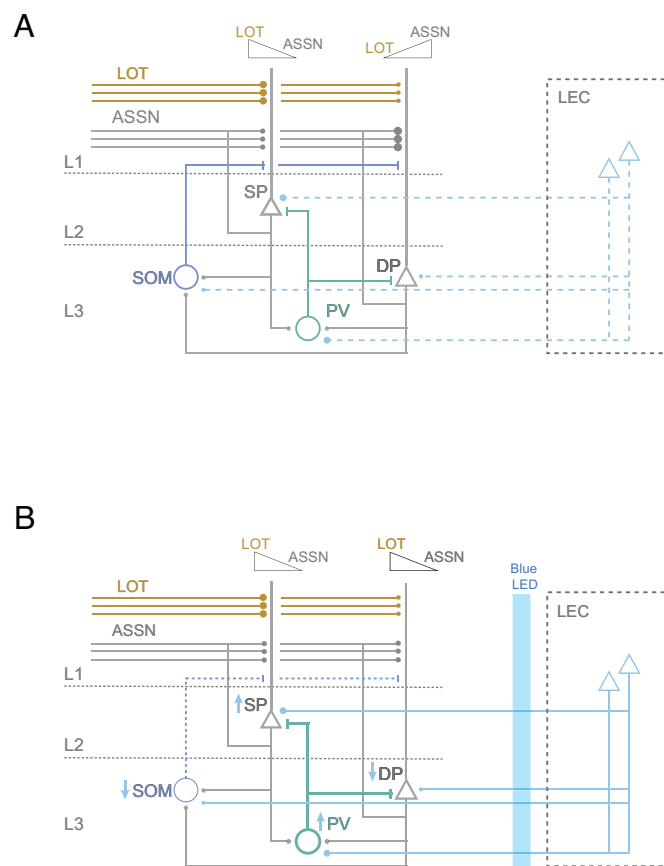 A
LOT
ASSN
LOT
ASSN
LOT
LEC
ASSN
L1
SP
L2
DP
SOM
PV
L3
B
LOT
ASSN
LOT
ASSN
Blue
LED
LOT
LEC
ASSN
L1
SP
L2
DP
SOM
PV
L3